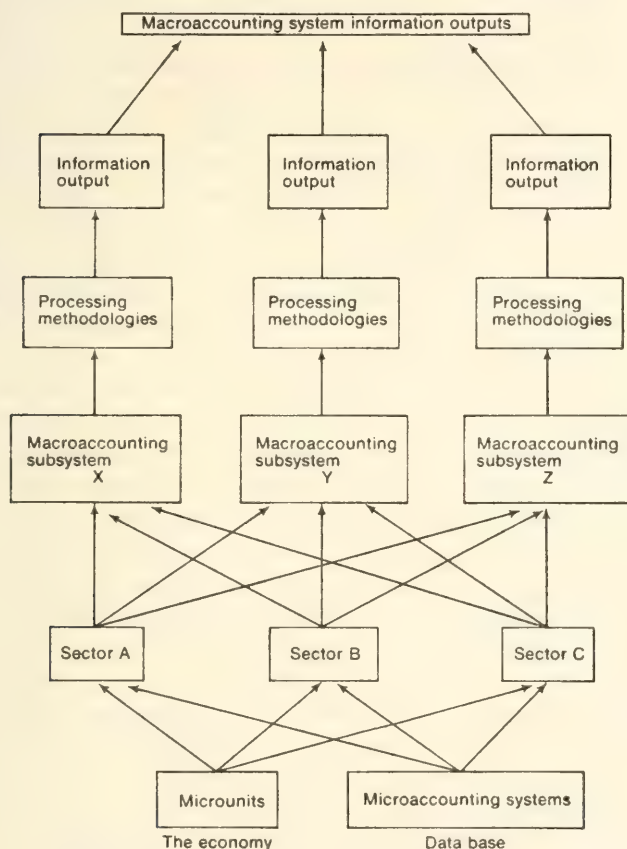 Macroaccounting system information outputs
Information
output
Information
output
Information
output
Processing
methodologies
Processing
methodologies
Processing
methodologies
Macroaccounting
subsystem
X
Macroaccounting
subsystem
Y
Macroaccounting
subsystem
Z
Sector A
Sector B
Sector C
Microunits
Microaccounting systems
The economy
Data base